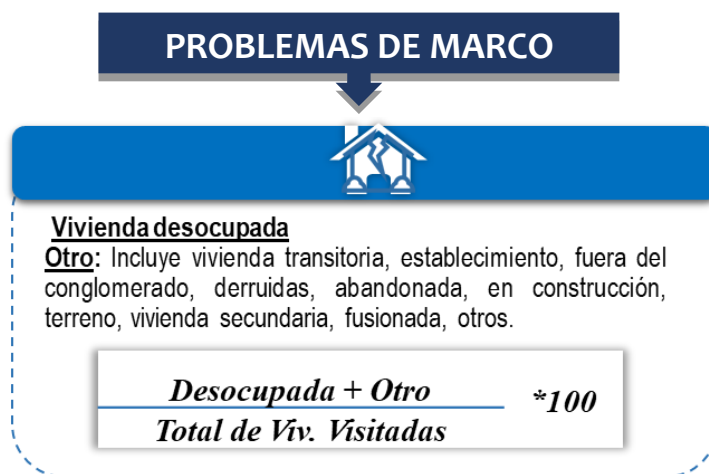 PROBLEMAS DE MARCO
Vivienda desocupada
Otro: Incluye vivienda transitoria, establecimiento, fuera del
conglomerado, derruidas, abandonada, en construcción,
terreno, vivienda secundaria, fusionada, otros.
Desocupada + Otro
*100
Total de Viv. Visitadas